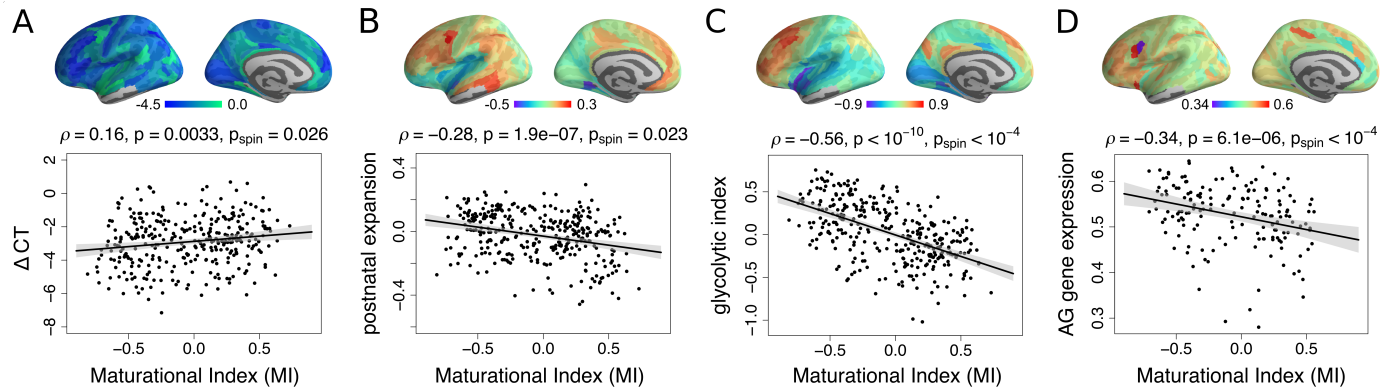 A
−4.5 0.0
ρ = 0.16, p = 0.0033, pspin = 0.026
2
0
−2
−4
−6
−8
Δ CT
−0.5 0.0 0.5
Maturational Index (MI)
B
−0.5 0.3
ρ = −0.28, p = 1.9e−07, pspin = 0.023
0.4
0.0
−0.4
postnatal expansion
−0.5 0.0 0.5
Maturational Index (MI)
C
−0.9 0.9
ρ = −0.56, p < 10−10, pspin < 10−4
0.5
0.0
−0.5
−1.0
glycolytic index
−0.5 0.0 0.5
Maturational Index (MI)
D
0.34 0.6
ρ = −0.34, p = 6.1e−06, pspin < 10−4
0.6
0.5
0.4
0.3
AG gene expression
−0.5 0.0 0.5
Maturational Index (MI)